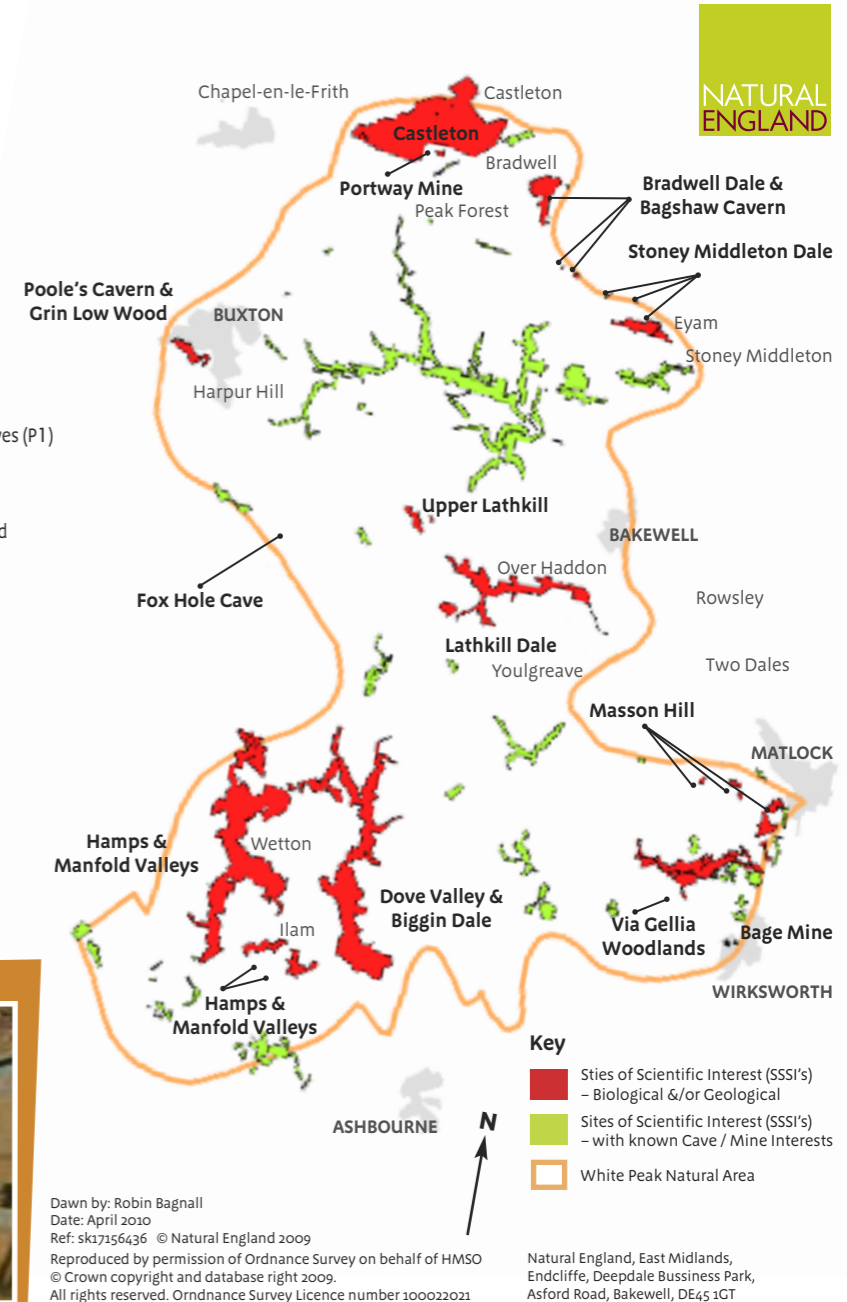 NATURAL
ENGLAND
Chapel-en-le-Frith
Castleton
Castleton
Bradwell
Portway Mine
Peak Forest
Bradwell Dale &
Bagshaw Cavern
Stoney Middleton Dale
Poole's Cavern &
Grin Low Wood
BUXTON
Eyam
Stoney Middleton
Harpur Hill
ves (P1)
Upper Lathkill
d
BAKEWELL
Over Haddon
Fox Hole Cave
Rowsley
Lathkill Dale
Youlgreave
Two Dales
Masson Hill
MATLOCK
Hamps &
Manfold Valleys
Wetton
Dove Valley &
Biggin Dale
Ilam
Via Gellia
Woodlands
Bage Mine
WIRKSWORTH
Hamps &
Manfold Valleys
ASHBOURNE
N
Key
Sties of Scientific Interest (SSSI's)
– Biological &/or Geological
Sites of Scientific Interest (SSSI's)
– with known Cave / Mine Interests
White Peak Natural Area
Dawn by: Robin Bagnall
Date: April 2010
Ref: sk17156436 © Natural England 2009
Reproduced by permission of Ordnance Survey on behalf of HMSO
© Crown copyright and database right 2009.
All rights reserved. Orndnance Survey Licence number 100022021
Natural England, East Midlands,
Endcliffe, Deepdale Bussiness Park,
Asford Road, Bakewell, DE45 1GT